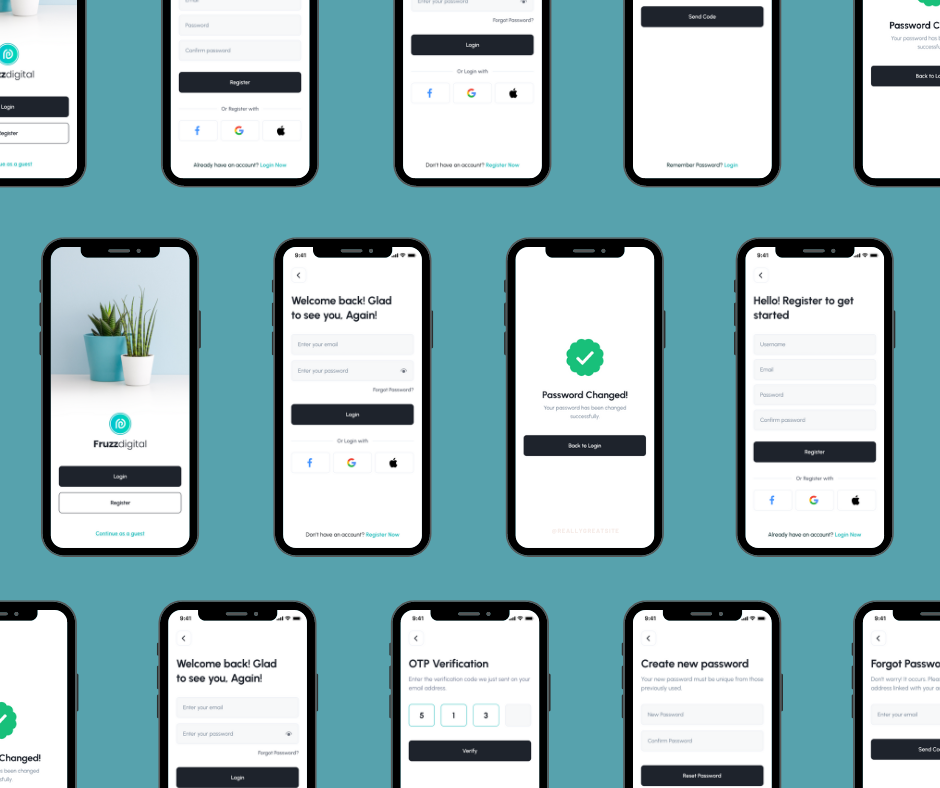 zzdigital
Login
egister
ue as a guest
Email
Password
Confirm password
Register
Or Register with
Already have an account? Login Now
Enter your password
Forgot Password?
Login
Or Login with
Don't have an account? Register Now
Send Code
Remember Password? Login
Password C
Your password has b
successfu
Back to Lo
Fruzzdigital
Login
Register
Continue as a guest
9:41
Welcome back! Glad
to see you, Again!
Enter your email
Enter your password
Forgot Password?
Login
Or Login with
Don't have an account? Register Now
Password Changed!
Your password has been changed
successfully
Back to Login
@REALLYGREATSITE
9:41
Hello! Register to get
started
Username
Email
Password
Confirm password
Register
Or Register with
Already have an account? Login Now
Changed!
s been changed
sfully
9:41
Welcome back! Glad
to see you, Again!
Enter your email
Enter your password
Forgot Password?
Login
9:41
OTP Verification
Enter the verification code we just sent on your
email address.
5 1 3
Verify
9:41
Create new password
Your new password must be unique from those
previously used.
New Password
Confirm Password
Reset Password
9:41
Forgot Passwo
Don't worry! It occurs. Pleas
address linked with your a
Enter your email
Send Co